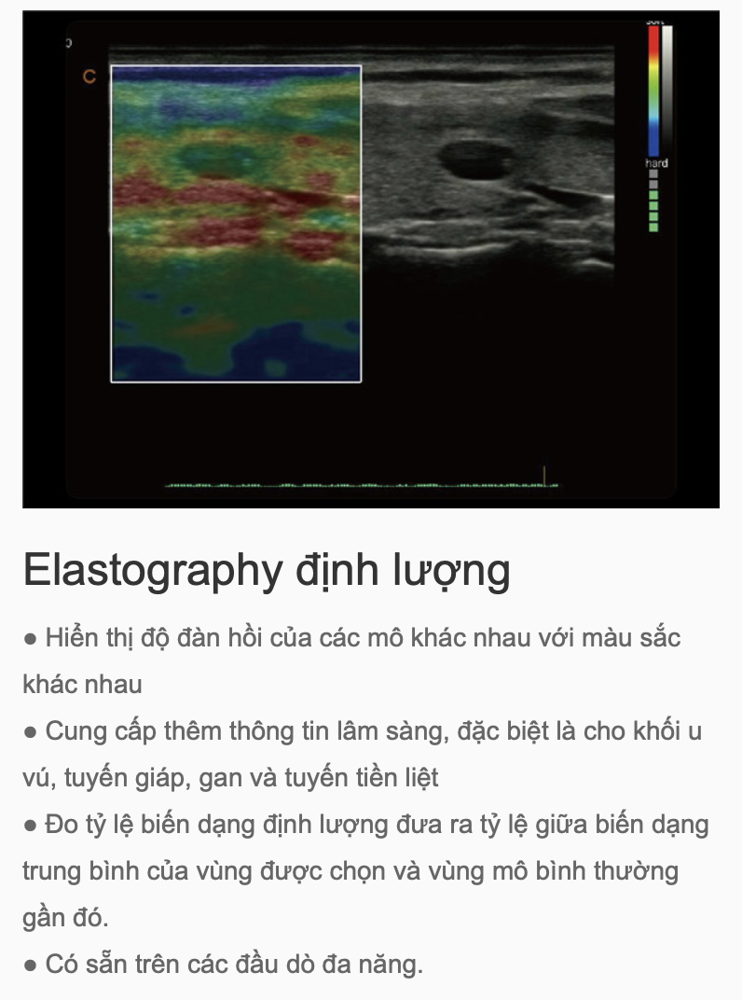 soft
C
hard
Elastography định lượng
● Hiển thị độ đàn hồi của các mô khác nhau với màu sắc
khác nhau
● Cung cấp thêm thông tin lâm sàng, đặc biệt là cho khối u
vú, tuyến giáp, gan và tuyến tiền liệt
● Đo tỷ lệ biến dạng định lượng đưa ra tỷ lệ giữa biến dạng
trung bình của vùng được chọn và vùng mô bình thường
gần đó.
● Có sẵn trên các đầu dò đa năng.